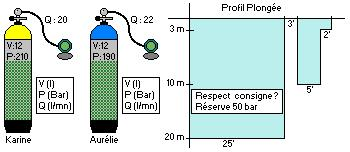 Q : 20
V:12
P:210
V (l)
P (Bar)
Q (l/mn)
Karine
Q : 22
V:12
P:190
V (l)
P (Bar)
Q (l/mn)
Aurélie
Profil Plongée
3 m
10 m
20 m
3'
2'
5'
Respect consigne ?
Réserve 50 bar
25'